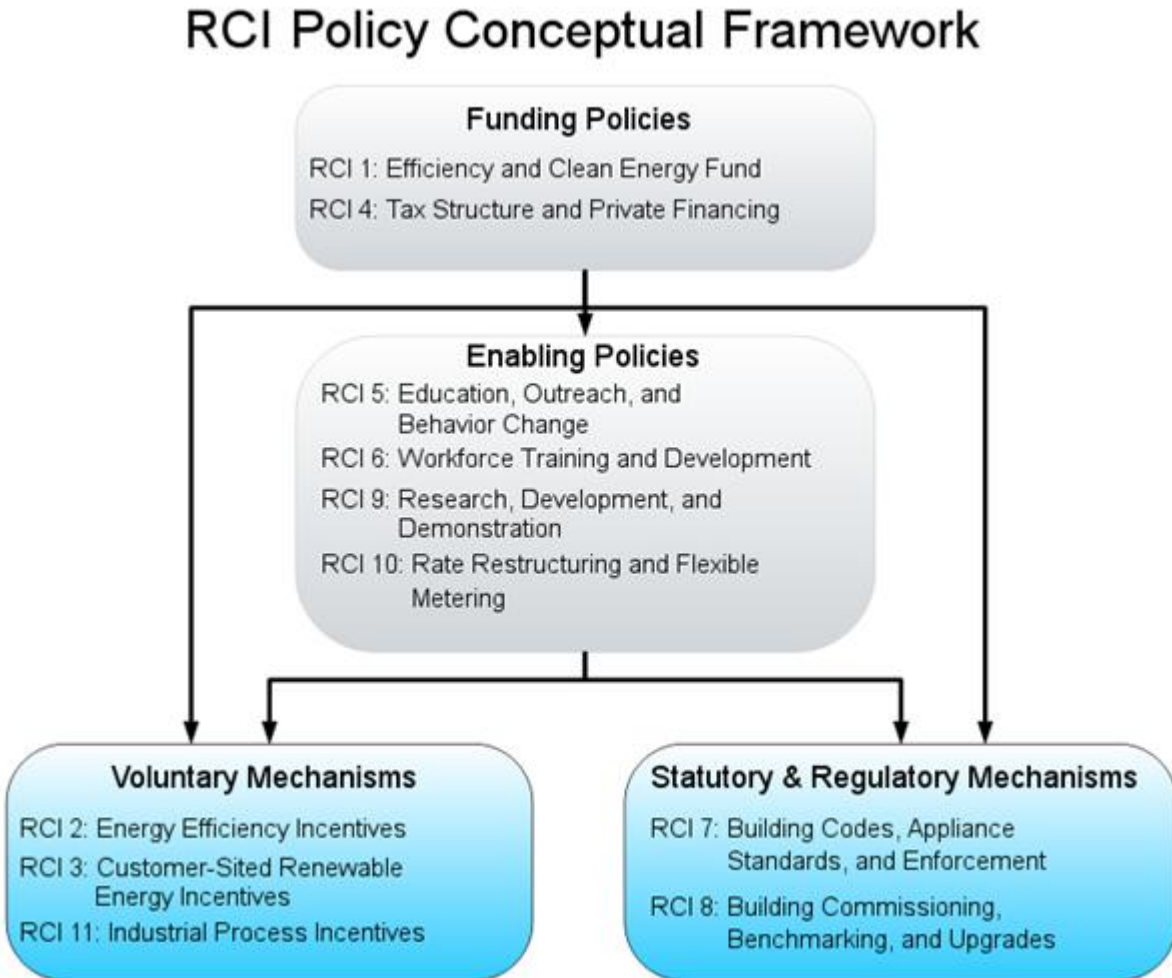 RCI Policy Conceptual Framework
Funding Policies
RCI 1: Efficiency and Clean Energy Fund
RCI 4: Tax Structure and Private Financing
Enabling Policies
RCI 5: Education, Outreach, and
Behavior Change
RCI 6: Workforce Training and Development
RCI 9: Research, Development, and
Demonstration
RCI 10: Rate Restructuring and Flexible
Metering
Voluntary Mechanisms
RCI 2: Energy Efficiency Incentives
RCI 3: Customer-Sited Renewable
Energy Incentives
RCI 11: Industrial Process Incentives
Statutory & Regulatory Mechanisms
RCI 7: Building Codes, Appliance
Standards, and Enforcement
RCI 8: Building Commissioning,
Benchmarking, and Upgrades